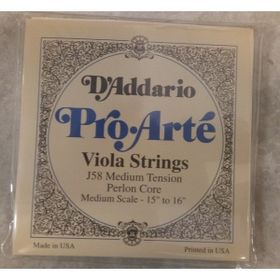 D'Addario
Pro·Arté
Viola Strings
J58 Medium Tension
Perlon Core
Medium Scale - 15" to 16"
Made in USA
Printed in USA